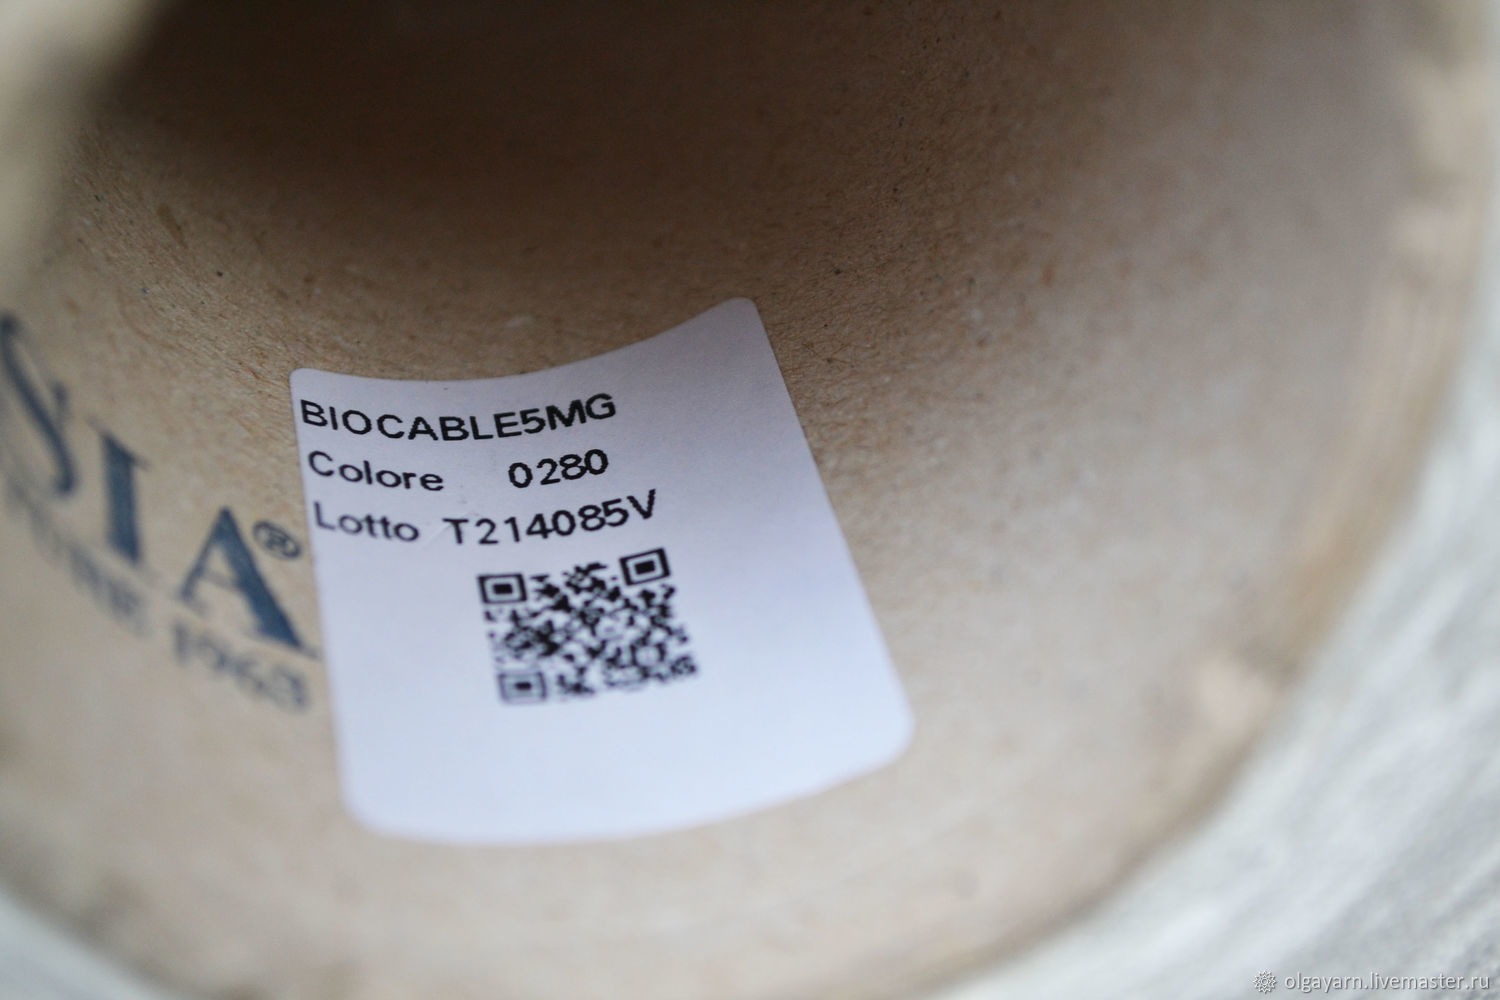 BIOCABLE5MG
Colore 0280
Lotto T214085V
SIA®
1963
olgayarn.livemaster.ru